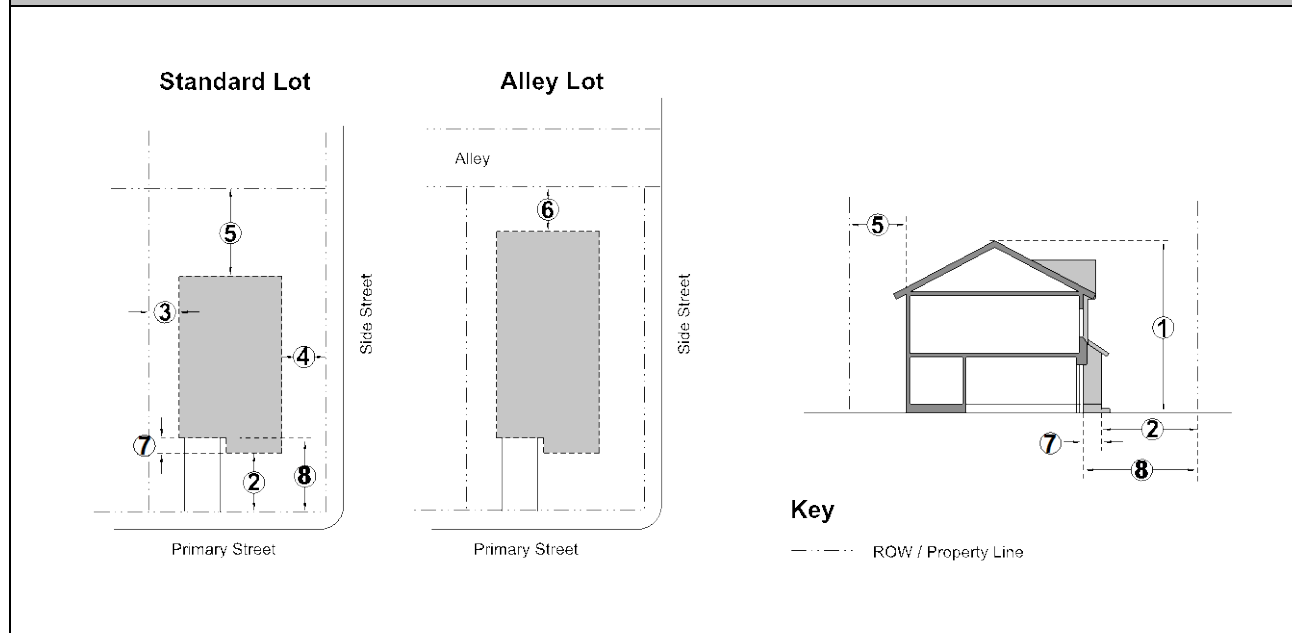 Standard Lot
Alley Lot
Alley
5
6
3
4
7
8
2
Side Street
Side Street
Primary Street
Primary Street
5
1
2
7
8
Key
ROW / Property Line